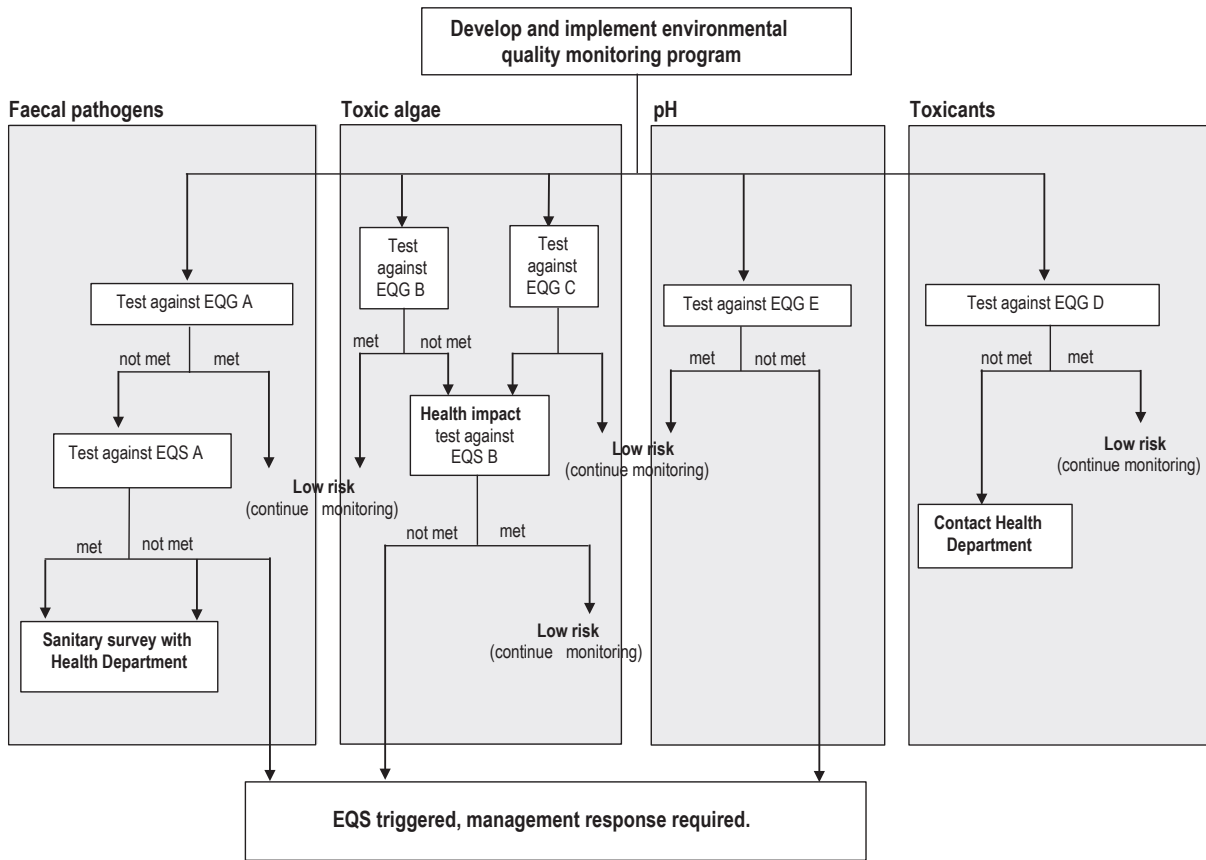 Develop and implement environmental
quality monitoring program
Faecal pathogens
Toxic algae
pH
Toxicants
Test against EQG A
not met
met
Test against EQS A
Low risk
(continue monitoring)
met
not met
Sanitary survey with
Health Department
Test
against
EQG B
Test
against
EQG C
met
not met
Health impact
test against
EQS B
Low risk
(continue monitoring)
not met
met
Low risk
(continue monitoring)
Test against EQG E
met
not met
Test against EQG D
not met
met
Low risk
(continue monitoring)
Contact Health
Department
EQS triggered, management response required.